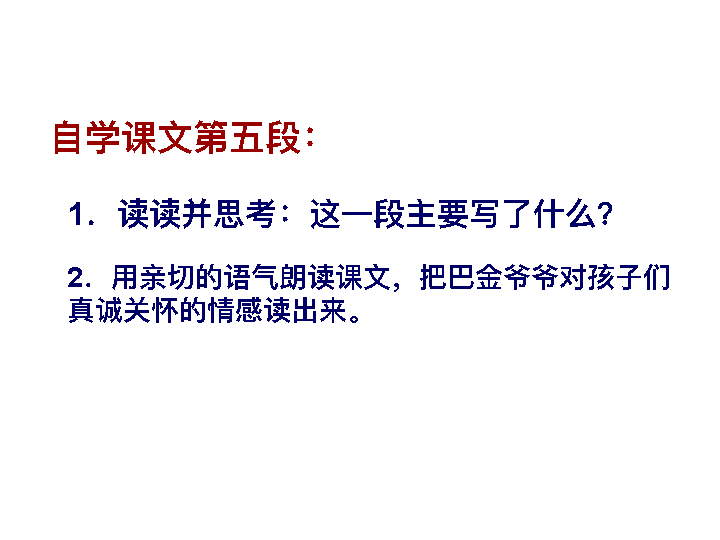 自学课文第五段：
1．读读并思考：这一段主要写了什么？
2．用亲切的语气朗读课文，把巴金爷爷对孩子们
真诚关怀的情感读出来。